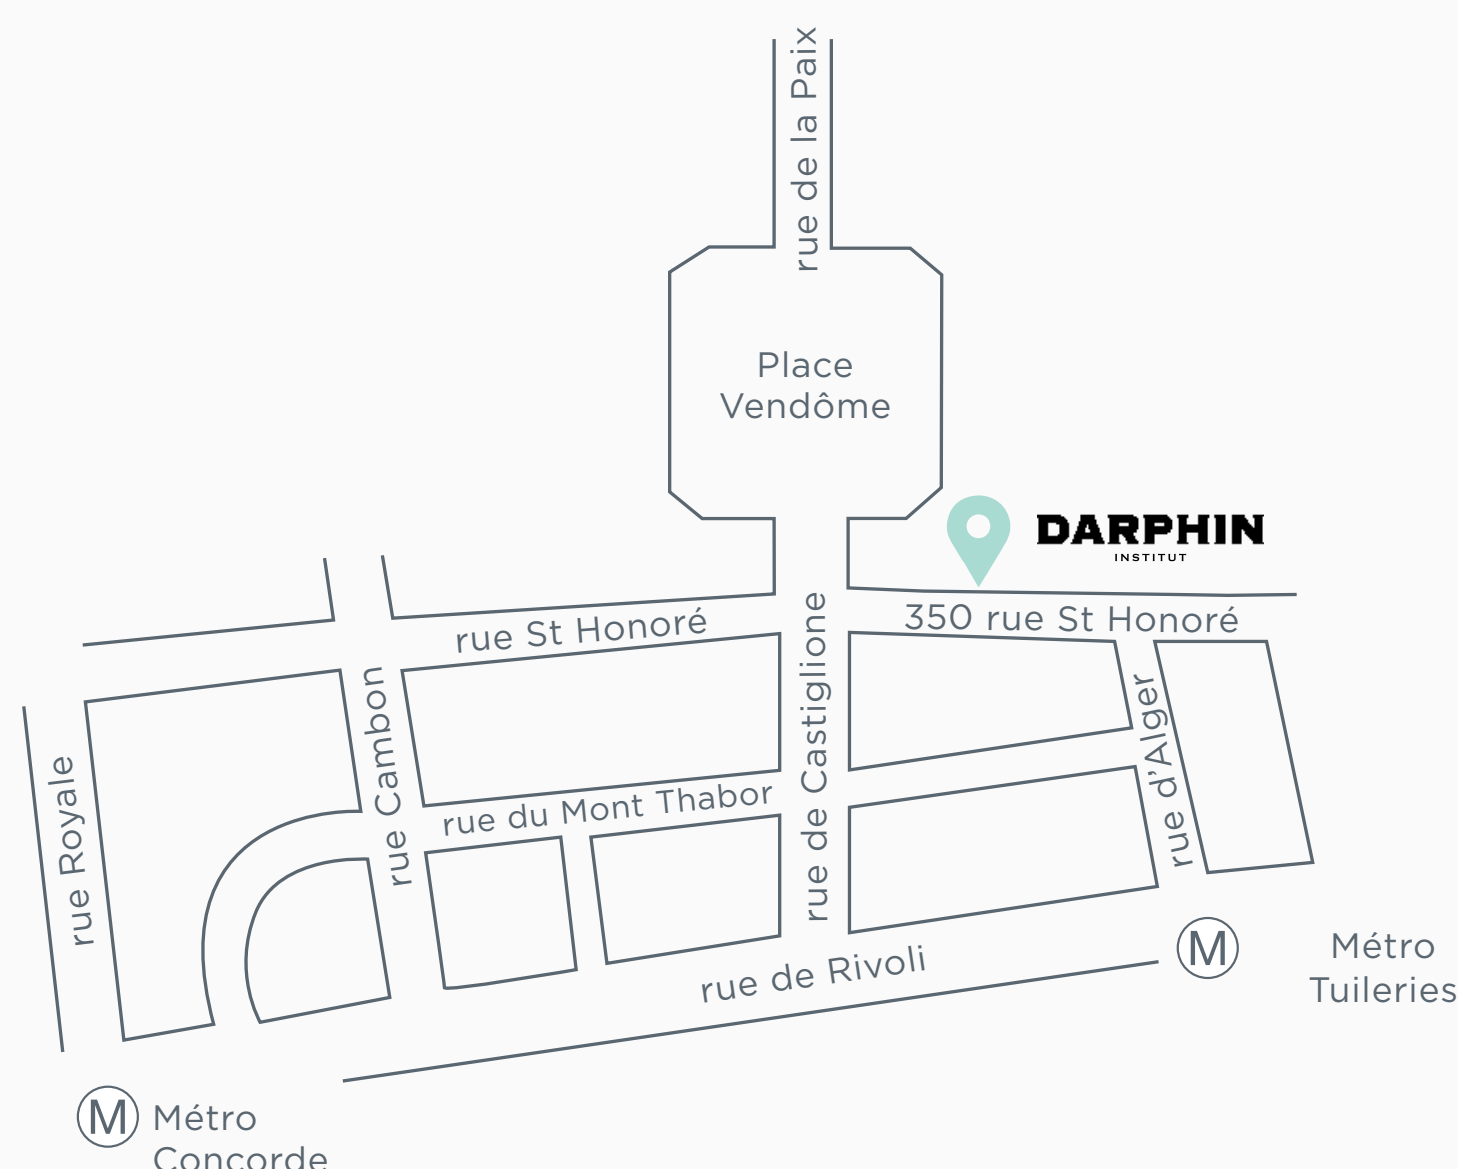 rue de la Paix
Place
Vendôme
DARPHIN
INSTITUT
rue St Honoré
350 rue St Honoré
rue Cambon
rue de Castiglione
rue d'Alger
rue Royale
rue du Mont Thabor
rue de Rivoli
M
Métro
Tuileries
M
Métro
Concorde